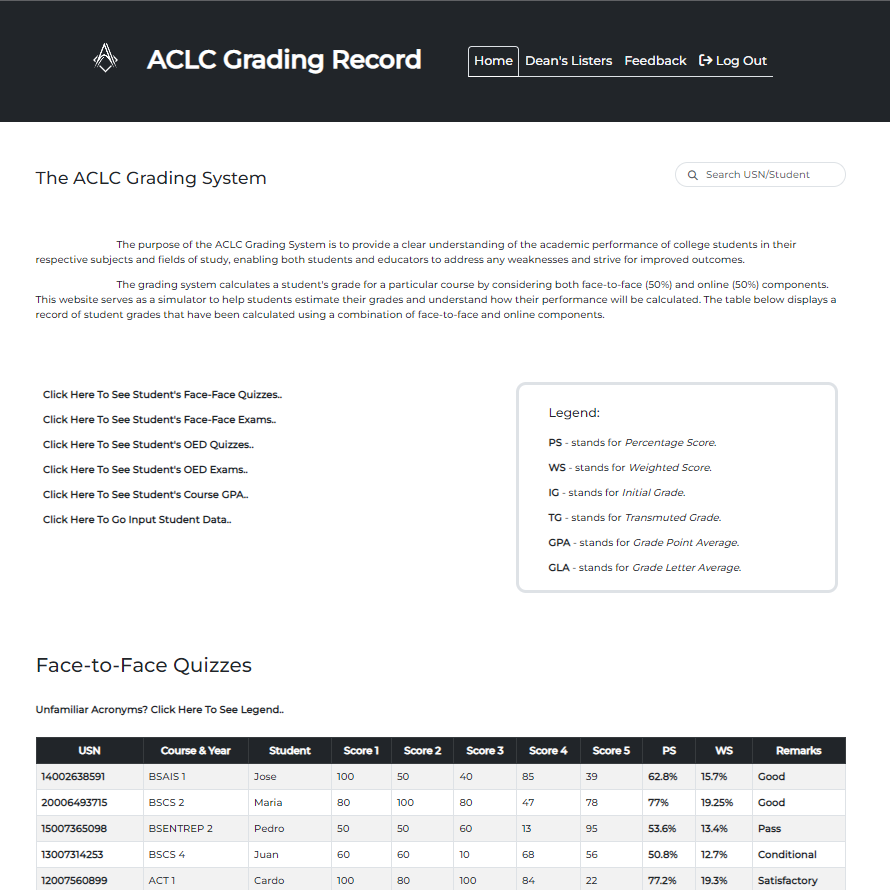 ACLC Grading Record
Home Dean's Listers Feedback Log Out
The ACLC Grading System
Search USN/Student
The purpose of the ACLC Grading System is to provide a clear understanding of the academic performance of college students in their
respective subjects and fields of study, enabling both students and educators to address any weaknesses and strive for improved outcomes.
The grading system calculates a student's grade for a particular course by considering both face-to-face (50%) and online (50%) components.
This website serves as a simulator to help students estimate their grades and understand how their performance will be calculated. The table below displays a
record of student grades that have been calculated using a combination of face-to-face and online components.
Click Here To See Student's Face-Face Quizzes..
Click Here To See Student's Face-Face Exams..
Click Here To See Student's OED Quizzes..
Click Here To See Student's OED Exams..
Click Here To See Student's Course GPA..
Click Here To Go Input Student Data..
Legend:
PS - stands for Percentage Score.
WS - stands for Weighted Score.
IG - stands for Initial Grade.
TG - stands for Transmuted Grade.
GPA - stands for Grade Point Average.
GLA - stands for Grade Letter Average.
Face-to-Face Quizzes
Unfamiliar Acronyms? Click Here To See Legend..
USN Course & Year Student Score 1 Score 2 Score 3 Score 4 Score 5 PS WS Remarks
14002638591 BSAIS 1 Jose 100 50 40 85 39 62.8% 15.7% Good
20006493715 BSCS 2 Maria 80 100 80 47 78 77% 19.25% Good
15007365098 BSENTREP 2 Pedro 50 50 60 13 95 53.6% 13.4% Pass
13007314253 BSCS 4 Juan 60 60 10 68 56 50.8% 12.7% Conditional
12007560899 ACT 1 Cardo 100 80 100 84 22 77.2% 19.3% Satisfactory